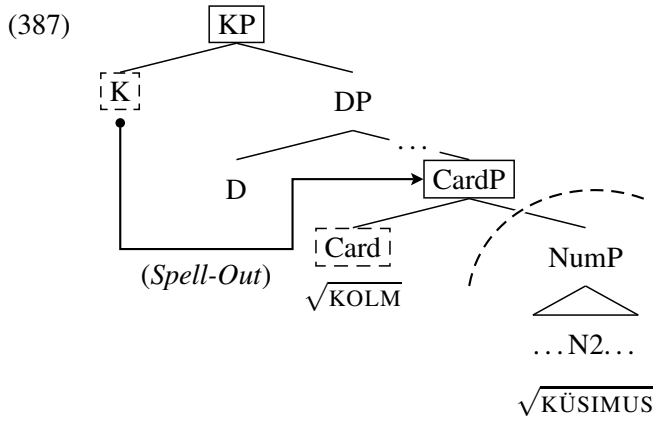 (387)
KP
K
DP
D
...
CardP
(Spell-Out)
Card
NumP
√KOLM
...N2...
√KÜSIMUS